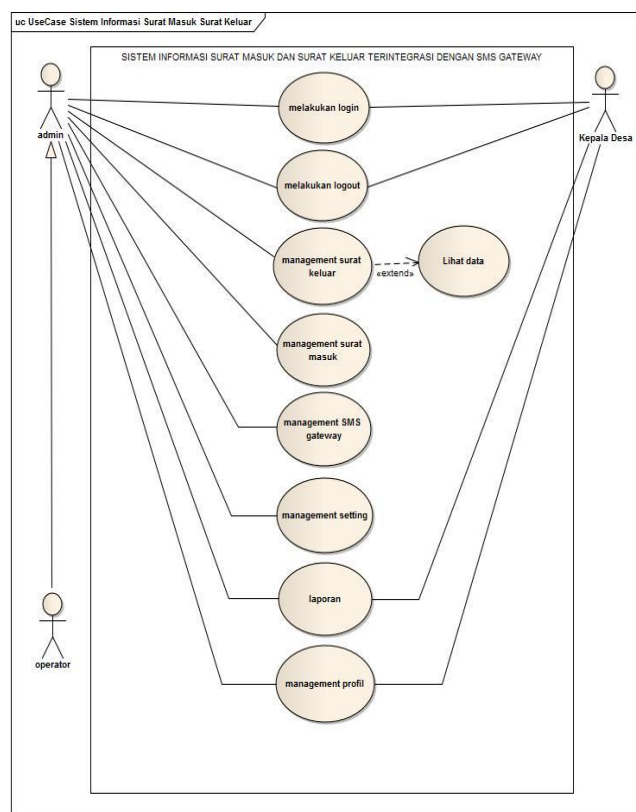 uc UseCase Sistem Informasi Surat Masuk Surat Keluar
SISTEM INFORMASI SURAT MASUK DAN SURAT KELUAR TERINTEGRASI DENGAN SMS GATEWAY
admin
Kepala Desa
melakukan login
melakukan logout
management surat
keluar
«extend»
Lihat data
management surat
masuk
management SMS
gateway
management setting
laporan
operator
management profil